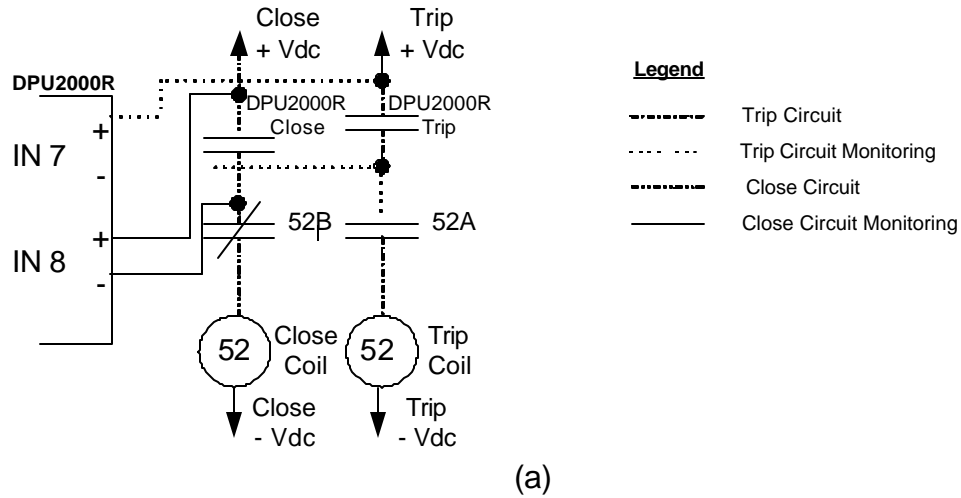 Close
+ Vdc
Trip
+ Vdc
DPU2000R
+
IN 7
-
+
IN 8
-
DPU2000R
Close
DPU2000R
Trip
52B
52A
52
Close
Coil
52
Trip
Coil
Close
- Vdc
Trip
- Vdc
Legend
Trip Circuit
Trip Circuit Monitoring
Close Circuit
Close Circuit Monitoring
(a)